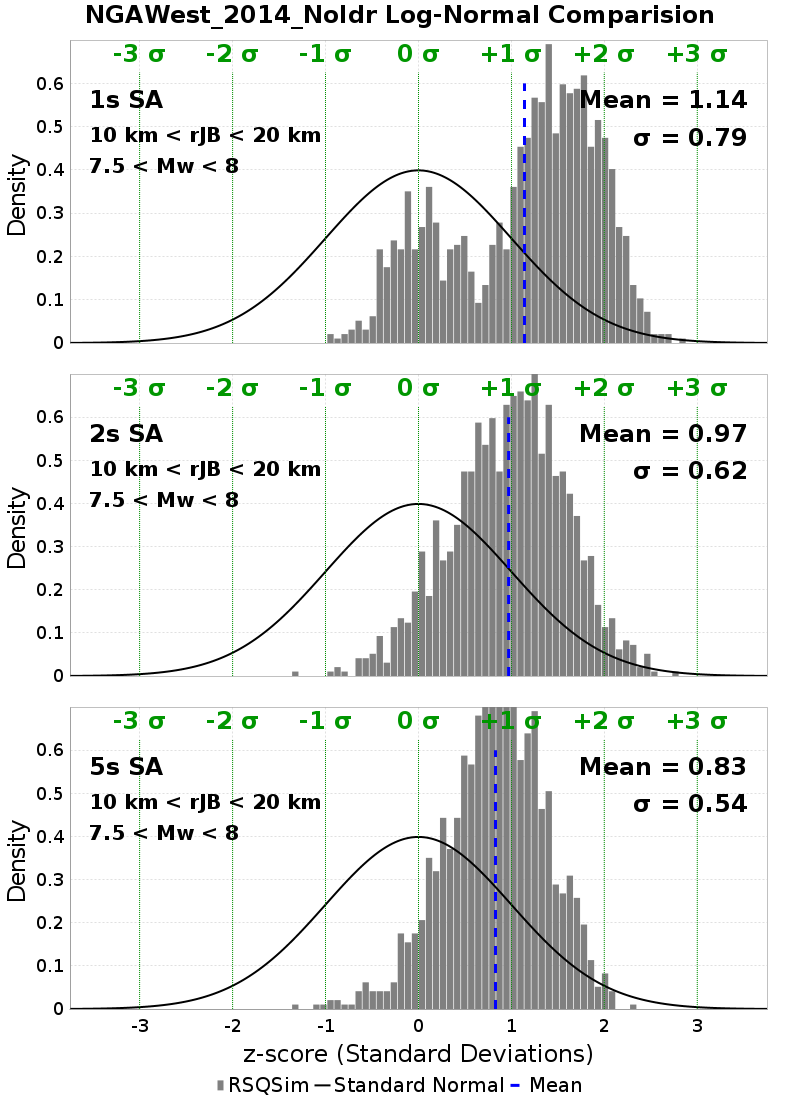 NGAWest_2014_NoIdr Log-Normal Comparision
-3 σ -2 σ -1 σ 0 σ +1 σ +2 σ +3 σ
1s SA
10 km < rJB < 20 km
7.5 < Mw < 8
Mean = 1.14
σ = 0.79
Density
0.6
0.5
0.4
0.3
0.2
0.1
0
-3 σ -2 σ -1 σ 0 σ +1 σ +2 σ +3 σ
2s SA
10 km < rJB < 20 km
7.5 < Mw < 8
Mean = 0.97
σ = 0.62
Density
0.6
0.5
0.4
0.3
0.2
0.1
0
-3 σ -2 σ -1 σ 0 σ +1 σ +2 σ +3 σ
5s SA
10 km < rJB < 20 km
7.5 < Mw < 8
Mean = 0.83
σ = 0.54
Density
0.6
0.5
0.4
0.3
0.2
0.1
0
-3 -2 -1 0 1 2 3
z-score (Standard Deviations)
RSQSim Standard Normal Mean